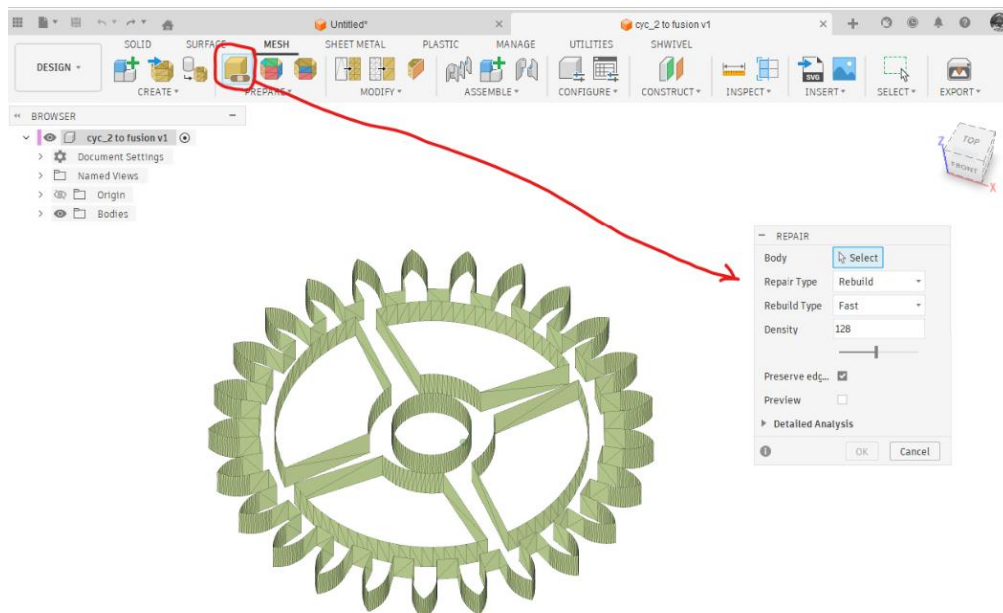 Untitled*
cyc_2 to fusion v1
SOLID SURFACE MESH SHEET METAL PLASTIC MANAGE UTILITIES SHWIVEL
DESIGN
SVG
CREATE PREPARE MODIFY ASSEMBLE CONFIGURE CONSTRUCT INSPECT INSERT SELECT EXPORT
BROWSER
cyc_2 to fusion v1
Document Settings
Named Views
Origin
Bodies
TOP
FRONT
Z
X
REPAIR
Body Select
Repair Type Rebuild
Rebuild Type Fast
Density 128
Preserve edg...
Preview
Detailed Analysis
OK Cancel